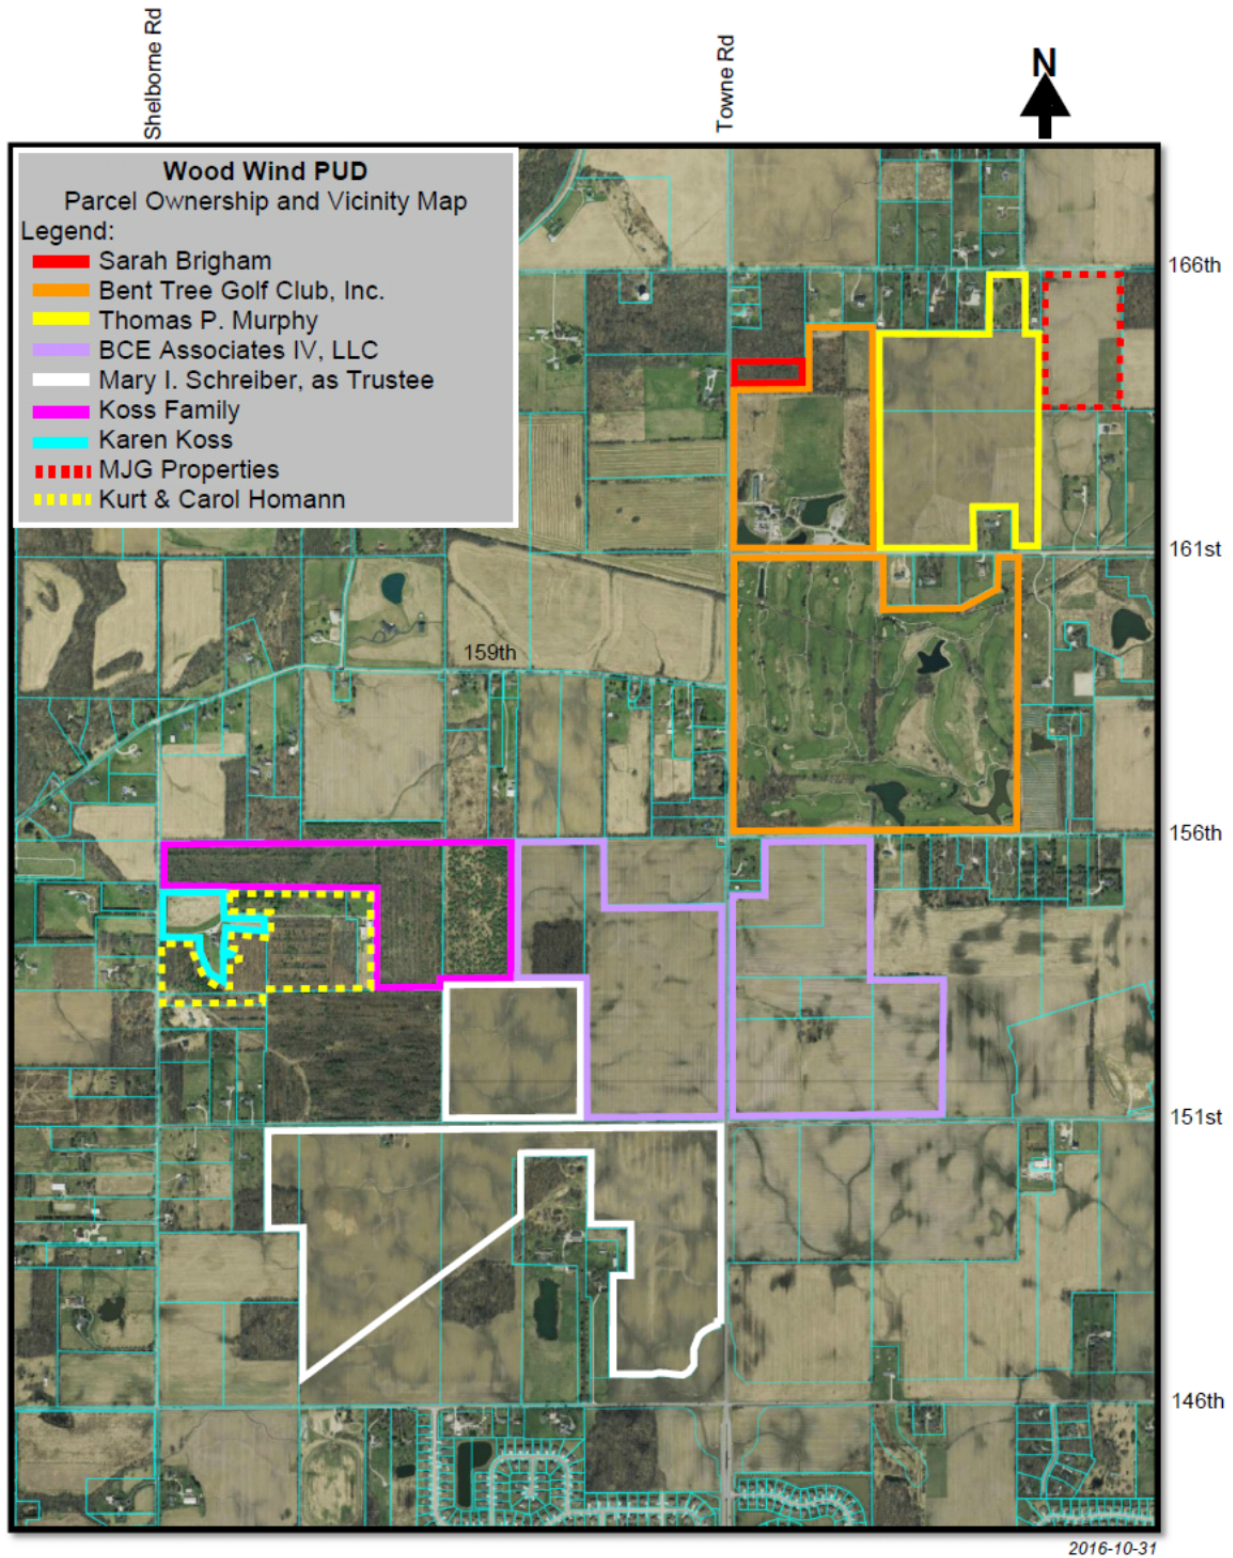 Shelborne Rd
Towne Rd
N
Wood Wind PUD
Parcel Ownership and Vicinity Map
Legend:
Sarah Brigham
Bent Tree Golf Club, Inc.
Thomas P. Murphy
BCE Associates IV, LLC
Mary I. Schreiber, as Trustee
Koss Family
Karen Koss
MJG Properties
Kurt & Carol Homann
166th
161st
159th
156th
151st
146th
2016-10-31